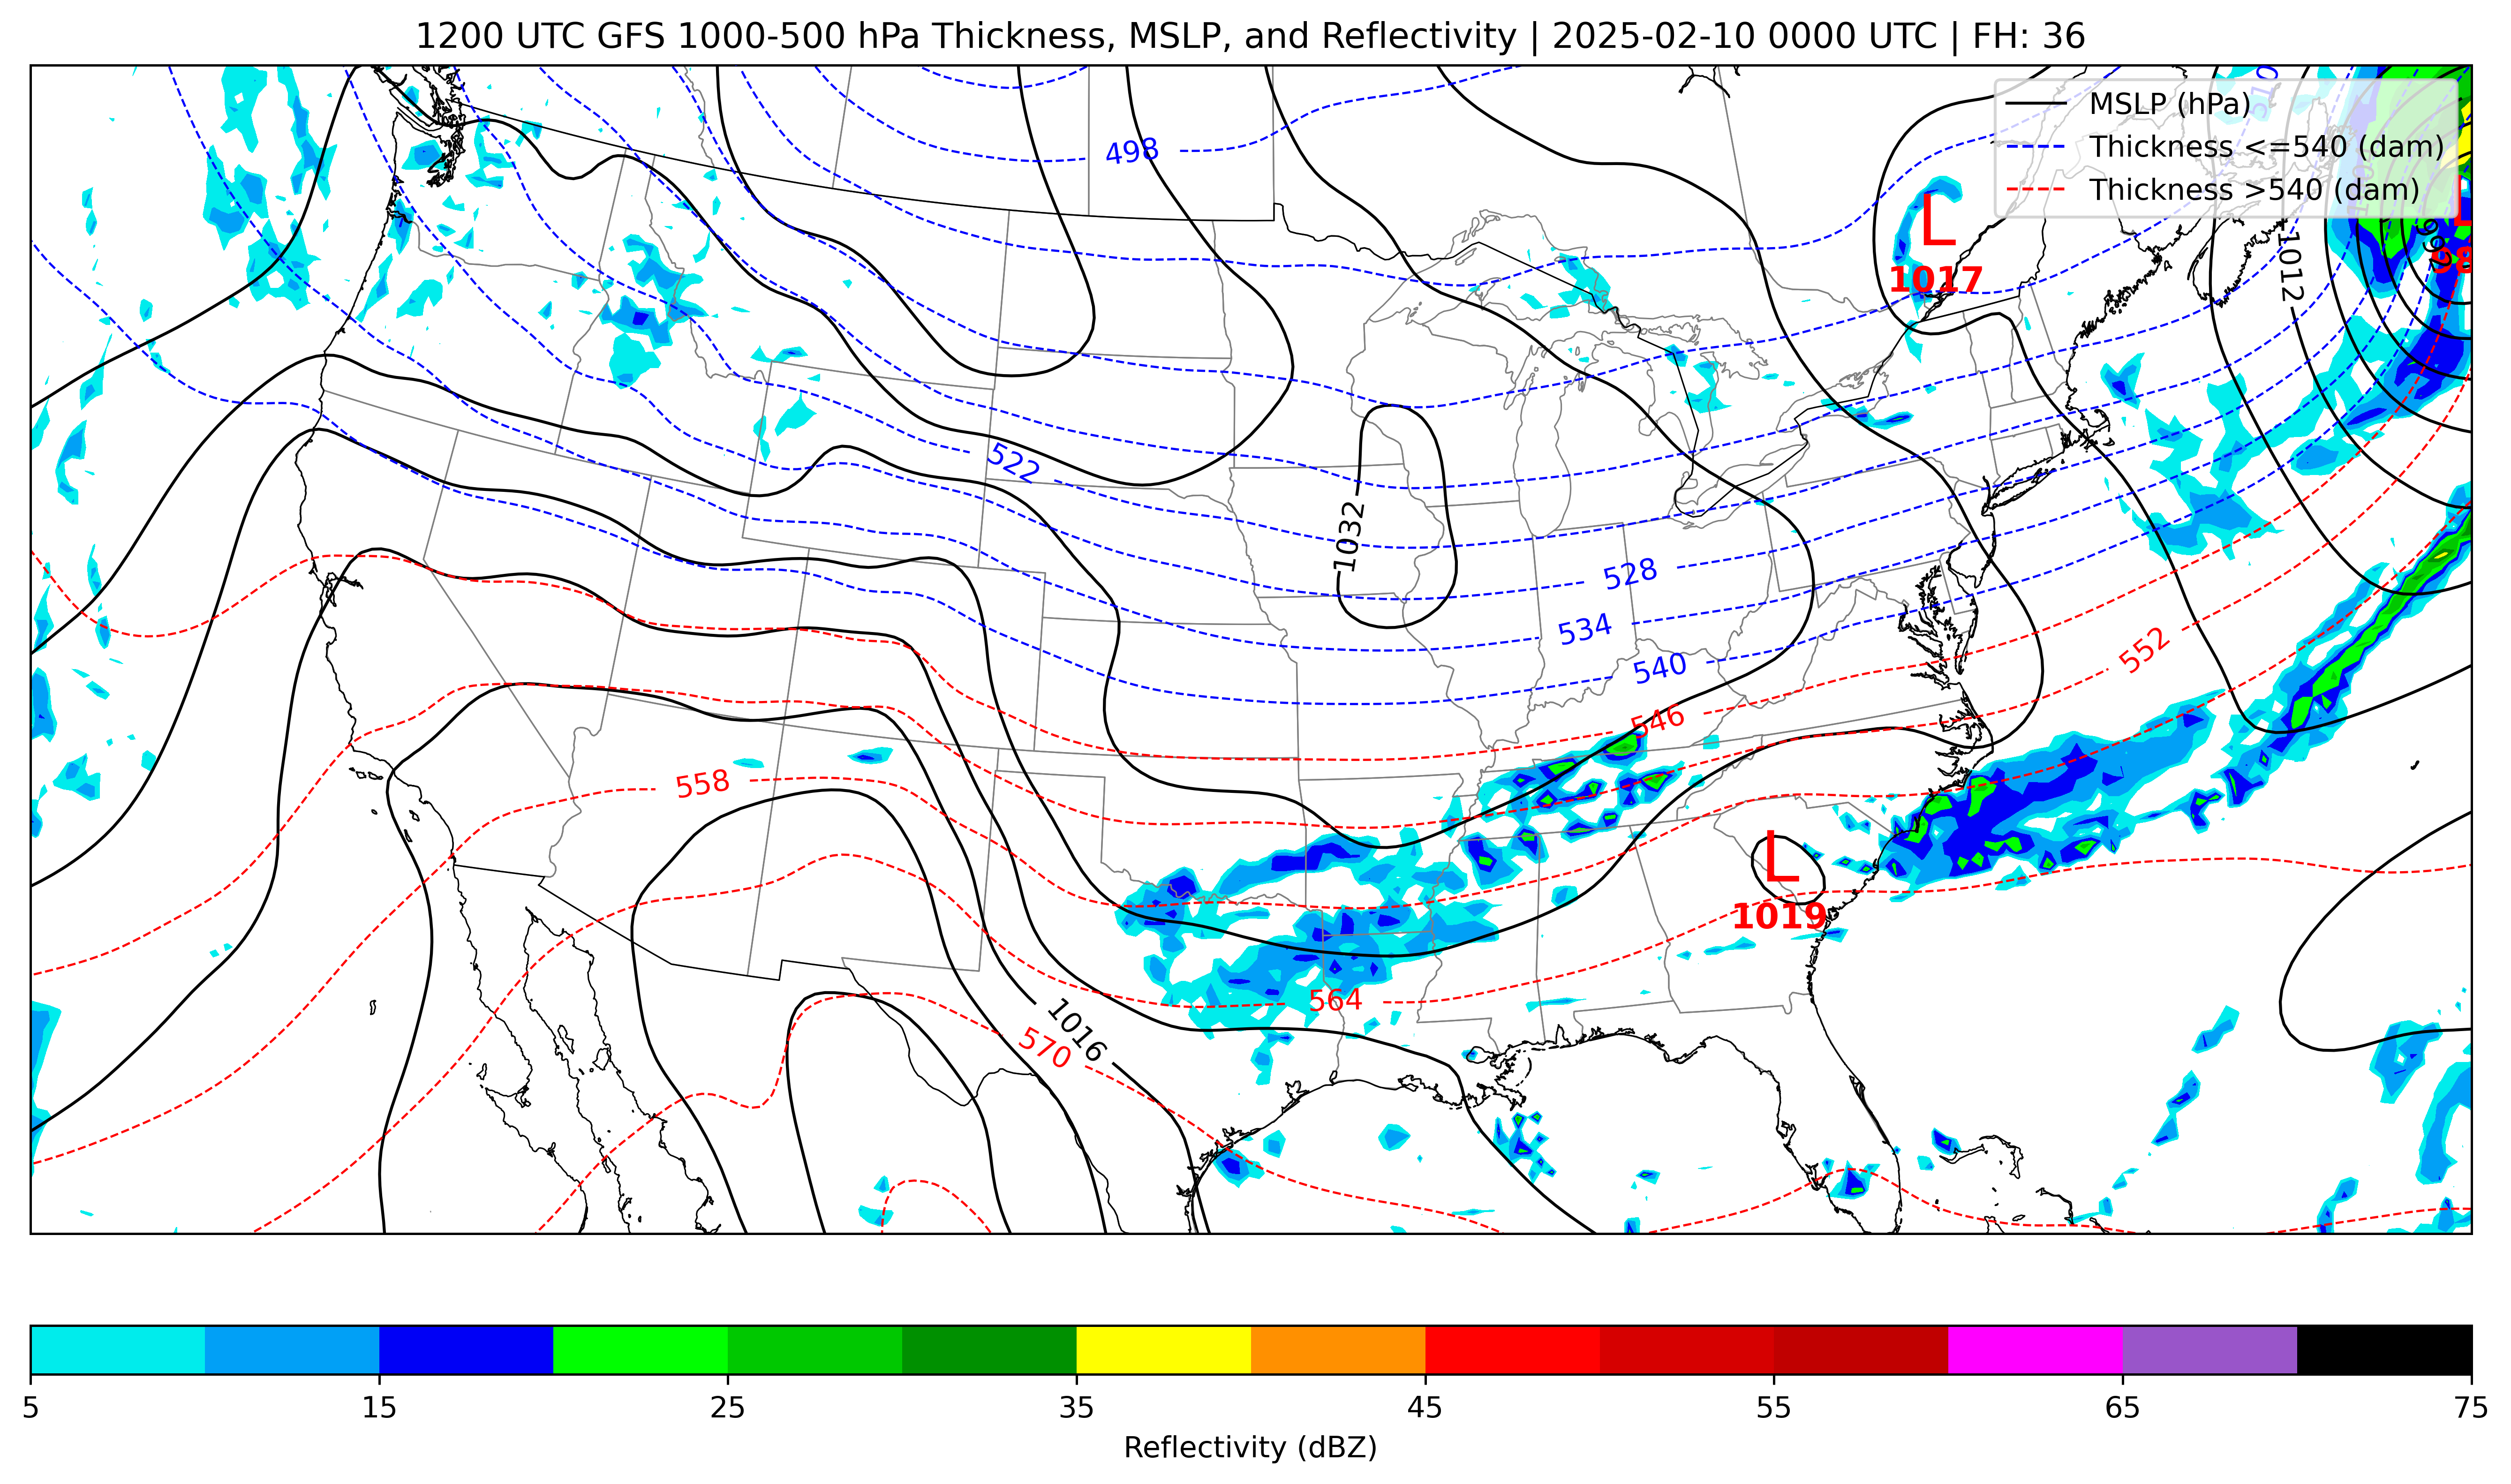 1200 UTC GFS 1000-500 hPa Thickness, MSLP, and Reflectivity | 2025-02-10 0000 UTC | FH: 36
MSLP (hPa)
Thickness <=540 (dam)
Thickness >540 (dam)
498
L
1017
1012
992
522
1032
528
534
540
546
552
558
L
1019
564
1016
570
5 15 25 35 45 55 65 75
Reflectivity (dBZ)